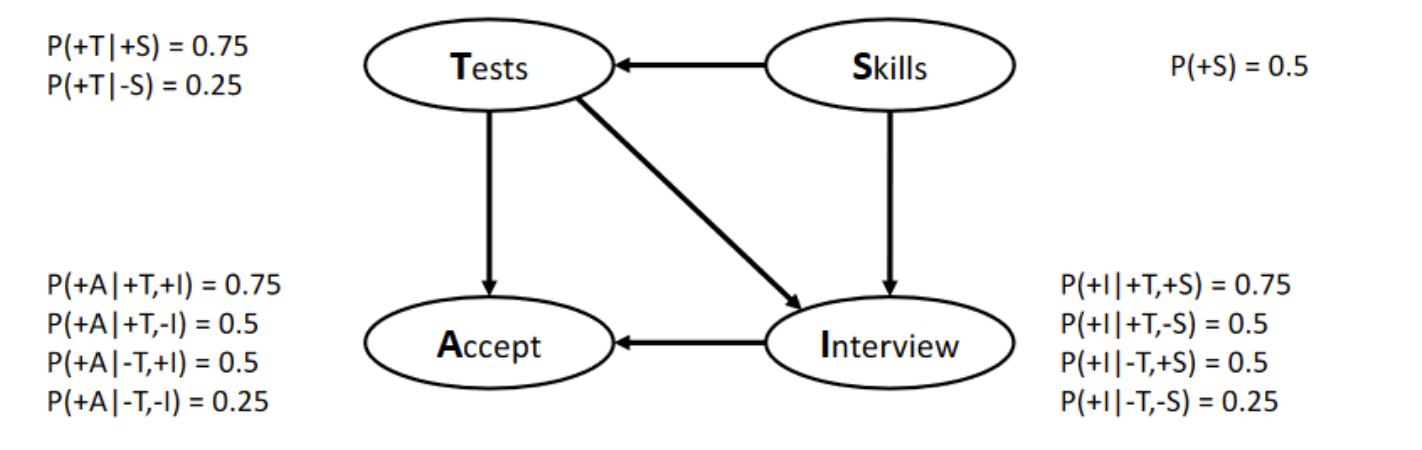 P(+T|+S) = 0.75
P(+T|-S) = 0.25
Tests
Skills
P(+S) = 0.5
P(+A|+T,+I) = 0.75
P(+A|+T,-I) = 0.5
P(+A|-T,+I) = 0.5
P(+A|-T,-I) = 0.25
Accept
Interview
P(+I|+T,+S) = 0.75
P(+I|+T,-S) = 0.5
P(+I|-T,+S) = 0.5
P(+I|-T,-S) = 0.25